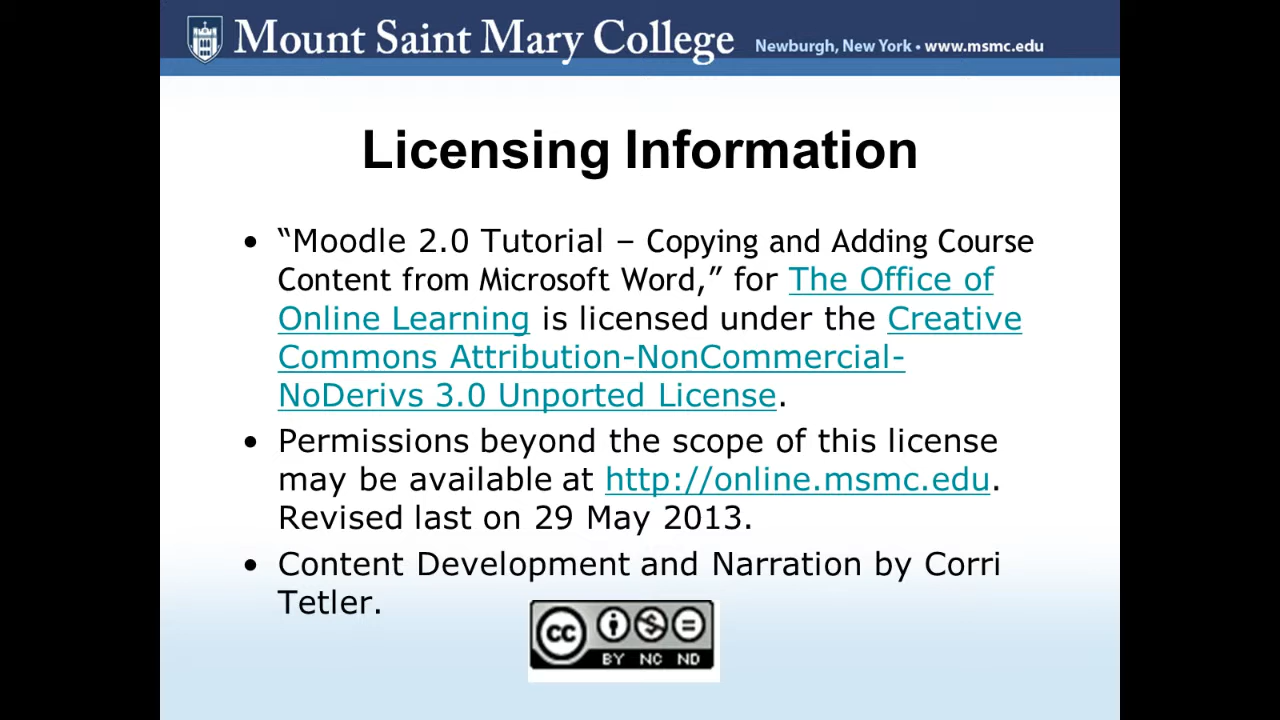 Mount Saint Mary College Newburgh, New York • www.msmc.edu
Licensing Information
• “Moodle 2.0 Tutorial – Copying and Adding Course
Content from Microsoft Word,” for The Office of
Online Learning is licensed under the Creative
Commons Attribution-NonCommercial-
NoDerivs 3.0 Unported License.
• Permissions beyond the scope of this license
may be available at http://online.msmc.edu.
Revised last on 29 May 2013.
• Content Development and Narration by Corri
Tetler.
cc
BY NC ND